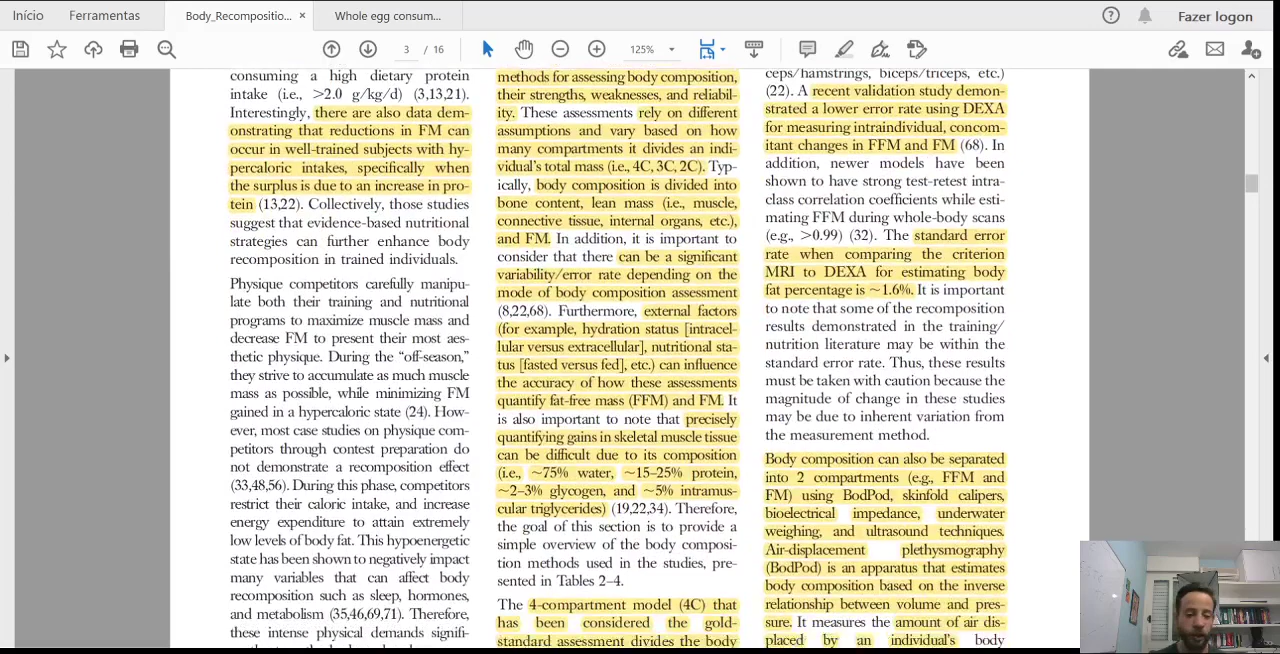 Início
Ferramentas
Body_Recompositio...
×
Whole egg consum...
Fazer logon
3 / 16
125%
consuming a high dietary protein
intake (i.e., >2.0 g/kg/d) (3,13,21).
Interestingly, there are also data dem-
onstrating that reductions in FM can
occur in well-trained subjects with hy-
percaloric intakes, specifically when
the surplus is due to an increase in pro-
tein (13,22). Collectively, those studies
suggest that evidence-based nutritional
strategies can further enhance body
recomposition in trained individuals.
Physique competitors carefully manipu-
late both their training and nutritional
programs to maximize muscle mass and
decrease FM to present their most aes-
thetic physique. During the “off-season,”
they strive to accumulate as much muscle
mass as possible, while minimizing FM
gained in a hypercaloric state (24). How-
ever, most case studies on physique com-
petitors through contest preparation do
not demonstrate a recomposition effect
(33,48,56). During this phase, competitors
restrict their caloric intake, and increase
energy expenditure to attain extremely
low levels of body fat. This hypoenergetic
state has been shown to negatively impact
many variables that can affect body
recomposition such as sleep, hormones,
and metabolism (35,46,69,71). Therefore,
these intense physical demands signifi-
methods for assessing body composition,
their strengths, weaknesses, and reliabil-
ity. These assessments rely on different
assumptions and vary based on how
many compartments it divides an indi-
vidual's total mass (i.e., 4C, 3C, 2C). Typ-
ically, body composition is divided into
bone content, lean mass (i.e., muscle,
connective tissue, internal organs, etc.),
and FM. In addition, it is important to
consider that there can be a significant
variability/error rate depending on the
mode of body composition assessment
(8,22,68). Furthermore, external factors
(for example, hydration status [intracel-
lular versus extracellular], nutritional sta-
tus [fasted versus fed], etc.) can influence
the accuracy of how these assessments
quantify fat-free mass (FFM) and FM. It
is also important to note that precisely
quantifying gains in skeletal muscle tissue
can be difficult due to its composition
(i.e., ~75% water, ~15–25% protein,
~2–3% glycogen, and ~5% intramus-
cular triglycerides) (19,22,34). Therefore,
the goal of this section is to provide a
simple overview of the body composi-
tion methods used in the studies, pre-
sented in Tables 2–4.
The 4-compartment model (4C) that
has been considered the gold-
standard assessment divides the body
ceps/hamstrings, biceps/triceps, etc.)
(22). A recent validation study demon-
strated a lower error rate using DEXA
for measuring intraindividual, concom-
itant changes in FFM and FM (68). In
addition, newer models have been
shown to have strong test-retest intra-
class correlation coefficients while esti-
mating FFM during whole-body scans
(e.g., >0.99) (32). The standard error
rate when comparing the criterion
MRI to DEXA for estimating body
fat percentage is ~1.6%. It is important
to note that some of the recomposition
results demonstrated in the training/
nutrition literature may be within the
standard error rate. Thus, these results
must be taken with caution because the
magnitude of change in these studies
may be due to inherent variation from
the measurement method.
Body composition can also be separated
into 2 compartments (e.g., FFM and
FM) using BodPod, skinfold calipers,
bioelectrical impedance, underwater
weighing, and ultrasound techniques.
Air-displacement plethysmography
(BodPod) is an apparatus that estimates
body composition based on the inverse
relationship between volume and pres-
sure. It measures the amount of air dis-
placed by an individual's body